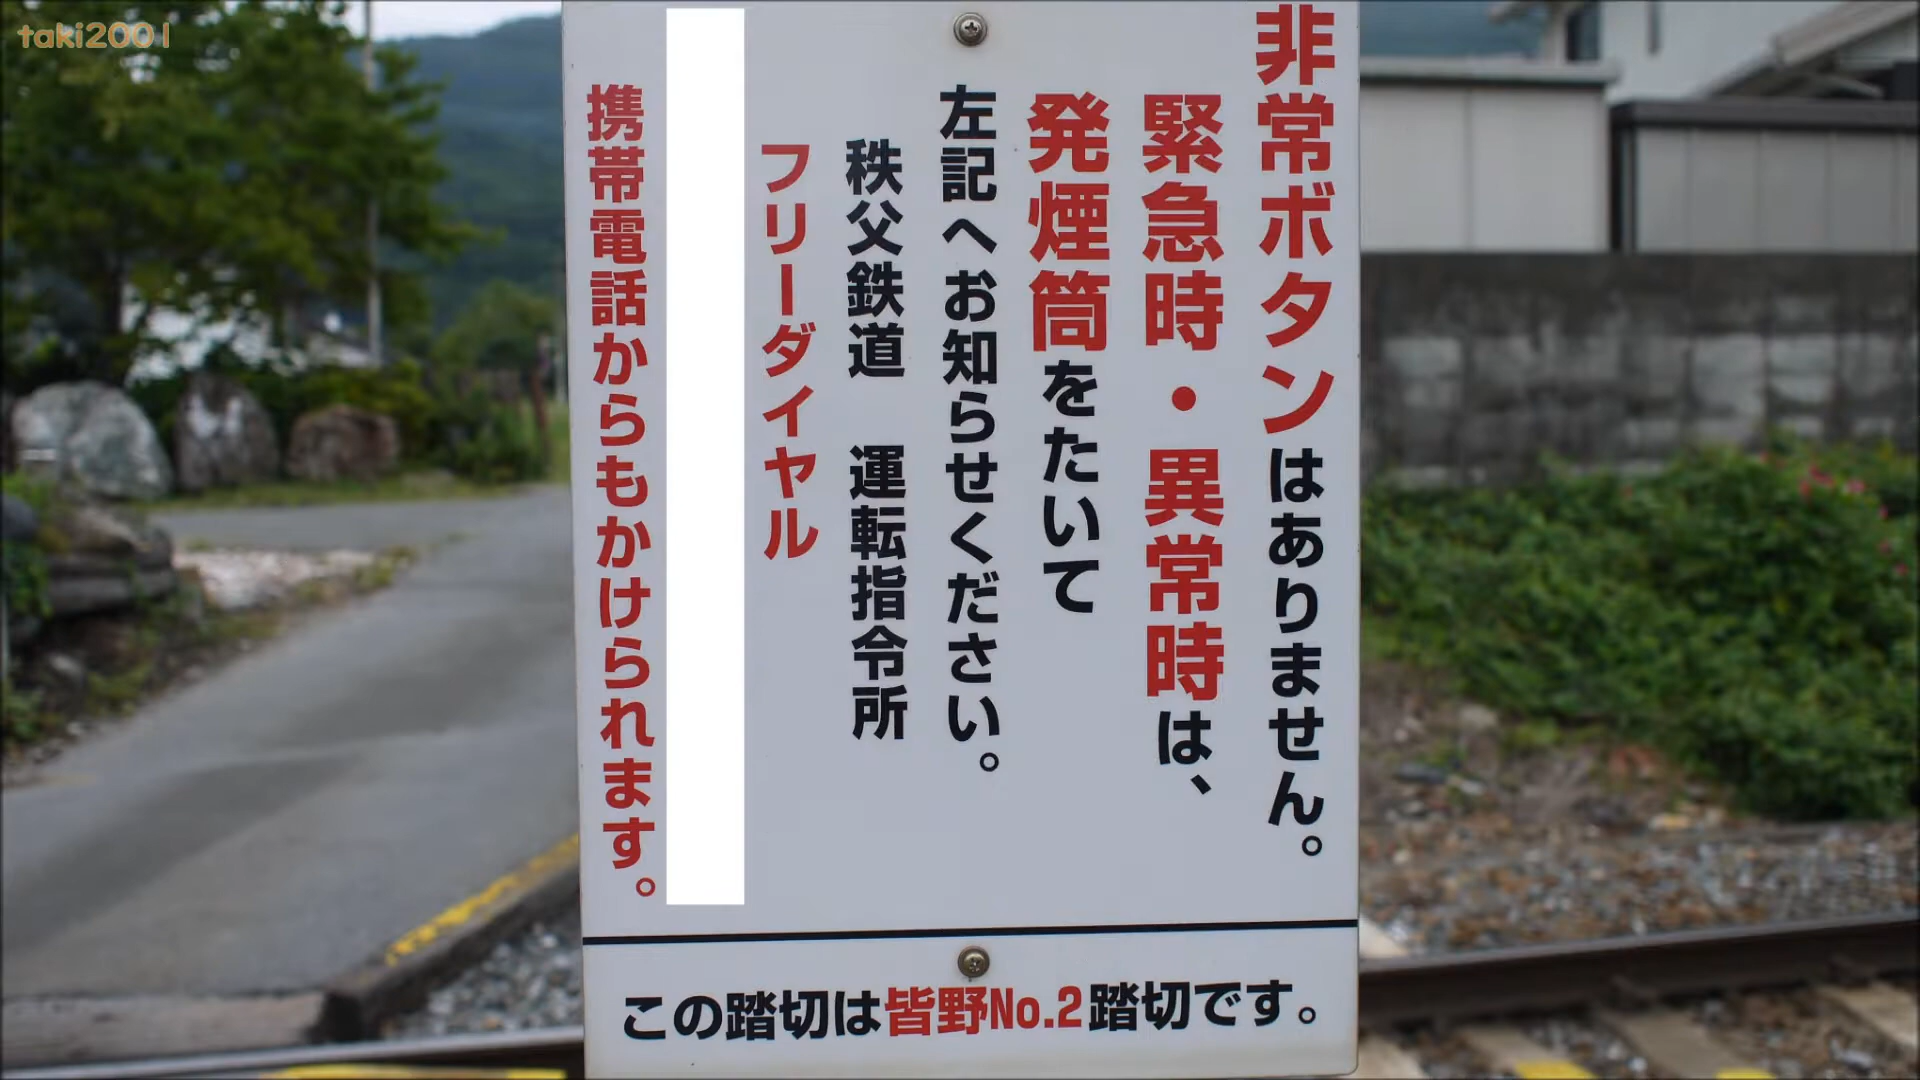 taki2001
非常ボタンはありません。
緊急時・異常時は、
発煙筒をたいて
左記へお知らせください。
秩父鉄道　運転指令所
フリーダイヤル
携帯電話からもかけられます。
この踏切は皆野No.2踏切です。